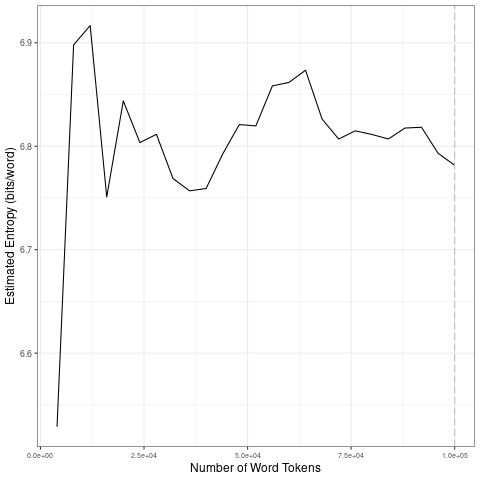 Estimated Entropy (bits/word)
6.9
6.8
6.7
6.6
0.0e+00 2.5e+04 5.0e+04 7.5e+04 1.0e+05
Number of Word Tokens